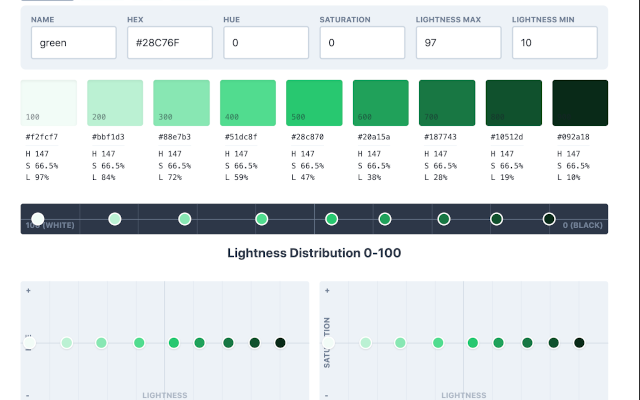 NAME HEX HUE SATURATION LIGHTNESS MAX LIGHTNESS MIN
green #28C76F 0 0 97 10
100 200 300 400 500 600 700 800
#f2fcf7 #bbf1d3 #88e7b3 #51dc8f #28c870 #20a15a #187743 #10512d #092a18
H 147 H 147 H 147 H 147 H 147 H 147 H 147 H 147 H 147
S 66.5% S 66.5% S 66.5% S 66.5% S 66.5% S 66.5% S 66.5% S 66.5% S 66.5%
L 97% L 84% L 72% L 59% L 47% L 38% L 28% L 19% L 10%
100 (WHITE) 0 (BLACK)
Lightness Distribution 0-100
+ +
- LIGHTNESS - LIGHTNESS